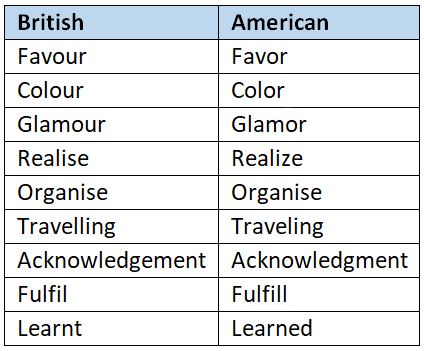 British American
Favour Favor
Colour Color
Glamour Glamor
Realise Realize
Organise Organise
Travelling Traveling
Acknowledgement Acknowledgment
Fulfil Fulfill
Learnt Learned